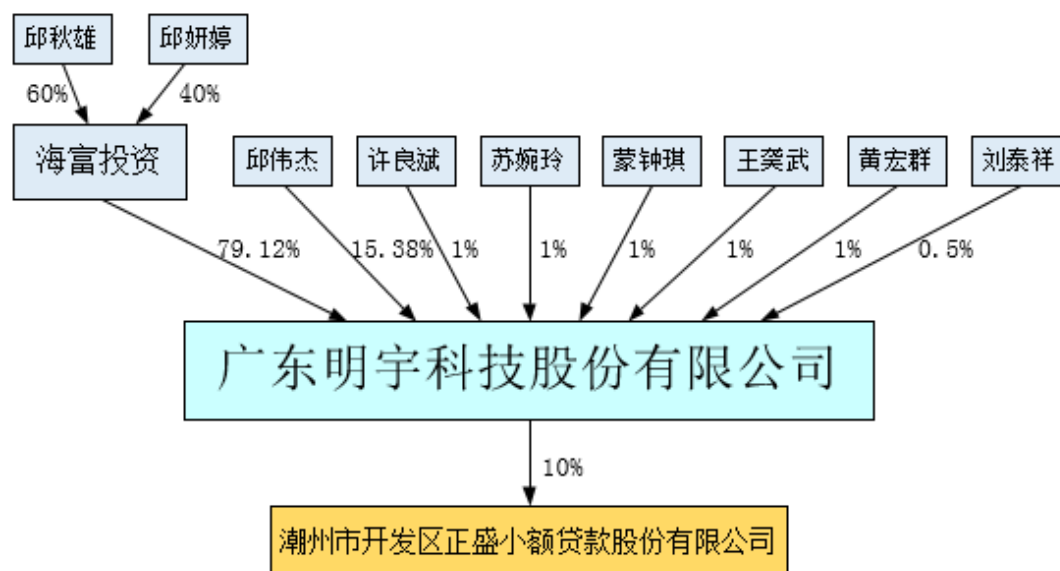 邱秋雄 邱妍婷
60% 40%
海富投资 邱伟杰 许良斌 苏婉玲 蒙钟琪 王龑武 黄宏群 刘泰祥
79.12% 15.38% 1% 1% 1% 1% 1% 0.5%
广东明宇科技股份有限公司
10%
潮州市开发区正盛小额贷款股份有限公司